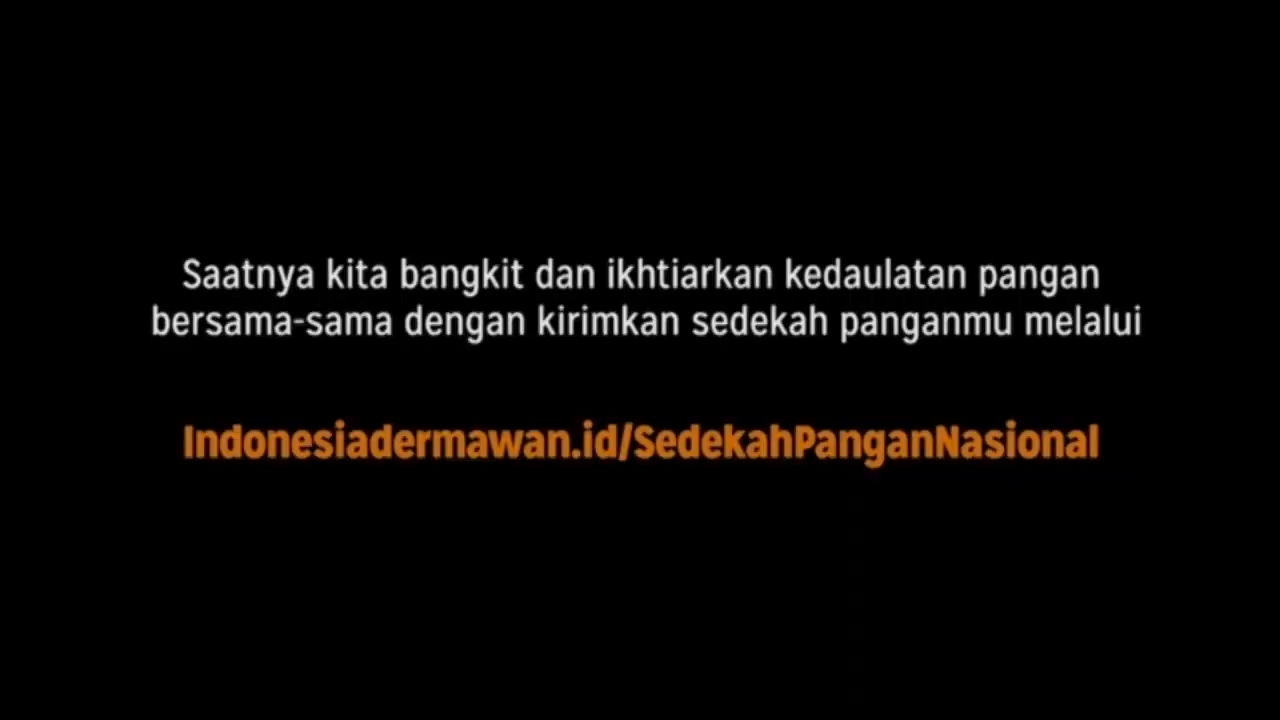 Saatnya kita bangkit dan ikhtiarkan kedaulatan pangan
bersama-sama dengan kirimkan sedekah panganmu melalui
Indonesiadermawan.id/SedekahPanganNasional